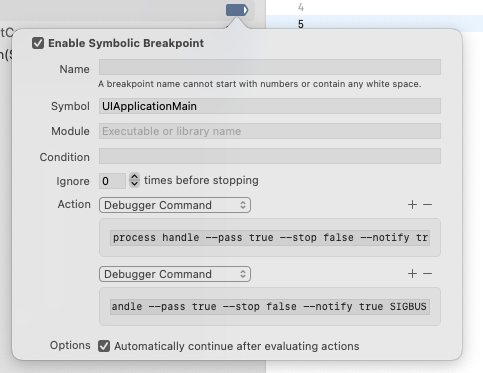 4
5
tC
n(S
Enable Symbolic Breakpoint
Name
A breakpoint name cannot start with numbers or contain any white space.
Symbol UIApplicationMain
Module Executable or library name
Condition
Ignore 0 times before stopping
Action Debugger Command
process handle --pass true --stop false --notify tr
Debugger Command
andle --pass true --stop false --notify true SIGBUS
Options Automatically continue after evaluating actions